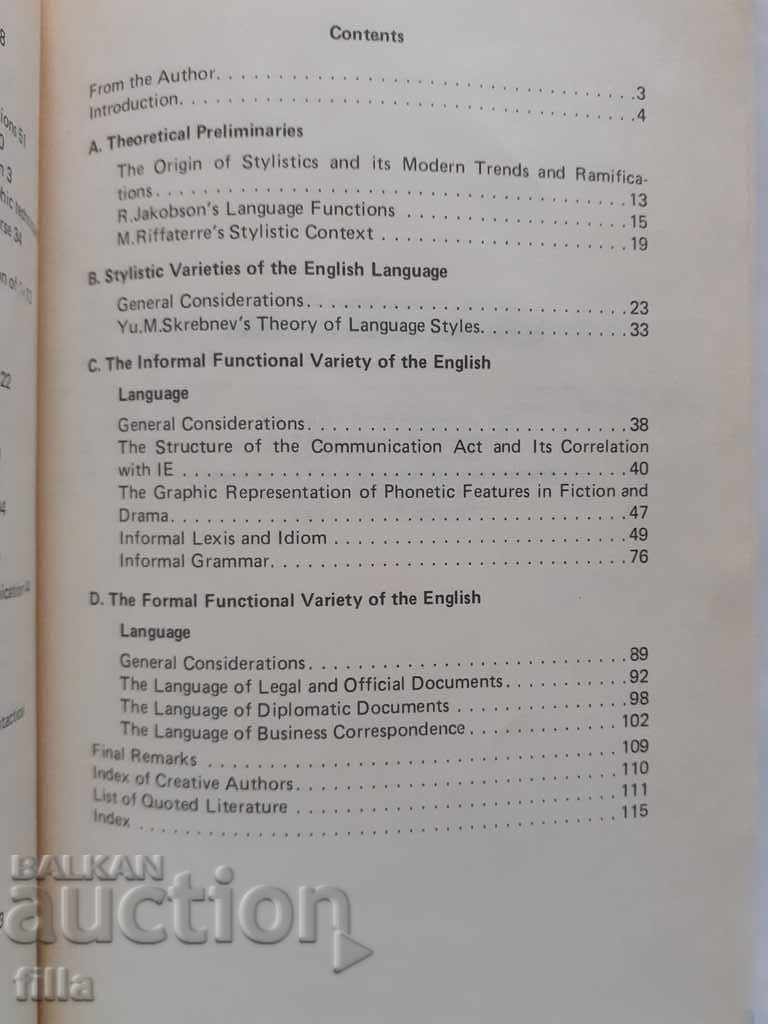 Contents
From the Author. . . . . . . . . . . . . . . . . . . . . . . . . . . . . . . . . . .3
Introduction. . . . . . . . . . . . . . . . . . . . . . . . . . . . . . . . . . . . . 4
A. Theoretical Preliminaries
The Origin of Stylistics and its Modern Trends and Ramifica-
tions. . . . . . . . . . . . . . . . . . . . . . . . . . . . . . . . . . . 13
R.Jakobson's Language Functions . . . . . . . . . . . . . . . . . 15
M.Riffaterre's Stylistic Context . . . . . . . . . . . . . . . . . . . 19
B. Stylistic Varieties of the English Language
General Considerations. . . . . . . . . . . . . . . . . . . . . . . . 23
Yu.M.Skrebnev's Theory of Language Styles. . . . . . . . . . . 33
C. The Informal Functional Variety of the English
Language
General Considerations. . . . . . . . . . . . . . . . . . . . . . . . 38
The Structure of the Communication Act and Its Correlation
with IE . . . . . . . . . . . . . . . . . . . . . . . . . . . . . . . . . . 40
The Graphic Representation of Phonetic Features in Fiction and
Drama. . . . . . . . . . . . . . . . . . . . . . . . . . . . . . . . . . . 47
Informal Lexis and Idiom . . . . . . . . . . . . . . . . . . . . . . . 49
Informal Grammar. . . . . . . . . . . . . . . . . . . . . . . . . . . . 76
D. The Formal Functional Variety of the English
Language
General Considerations. . . . . . . . . . . . . . . . . . . . . . . . 89
The Language of Legal and Official Documents. . . . . . . . . 92
The Language of Diplomatic Documents . . . . . . . . . . . . . 98
The Language of Business Correspondence. . . . . . . . . . . 102
Final Remarks . . . . . . . . . . . . . . . . . . . . . . . . . . . . . . 109
Index of Creative Authors. . . . . . . . . . . . . . . . . . . . . . . 110
List of Quoted Literature . . . . . . . . . . . . . . . . . . . . . . . 111
Index . . . . . . . . . . . . . . . . . . . . . . . . . . . . . . . . . . . . 115
BALKAN
auction
filla